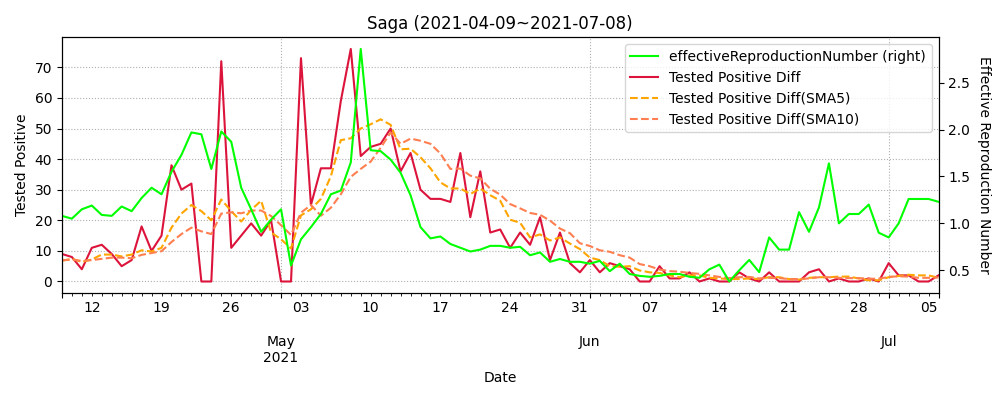 Saga (2021-04-09~2021-07-08)
effectiveReproductionNumber (right)
Tested Positive Diff
Tested Positive Diff(SMA5)
Tested Positive Diff(SMA10)
Tested Positive
70
60
50
40
30
20
10
0
Effective Reproduction Number
2.5
2.0
1.5
1.0
0.5
12 19 26 03 10 17 24 31 07 14 21 28 05
May Jun Jul
2021
Date